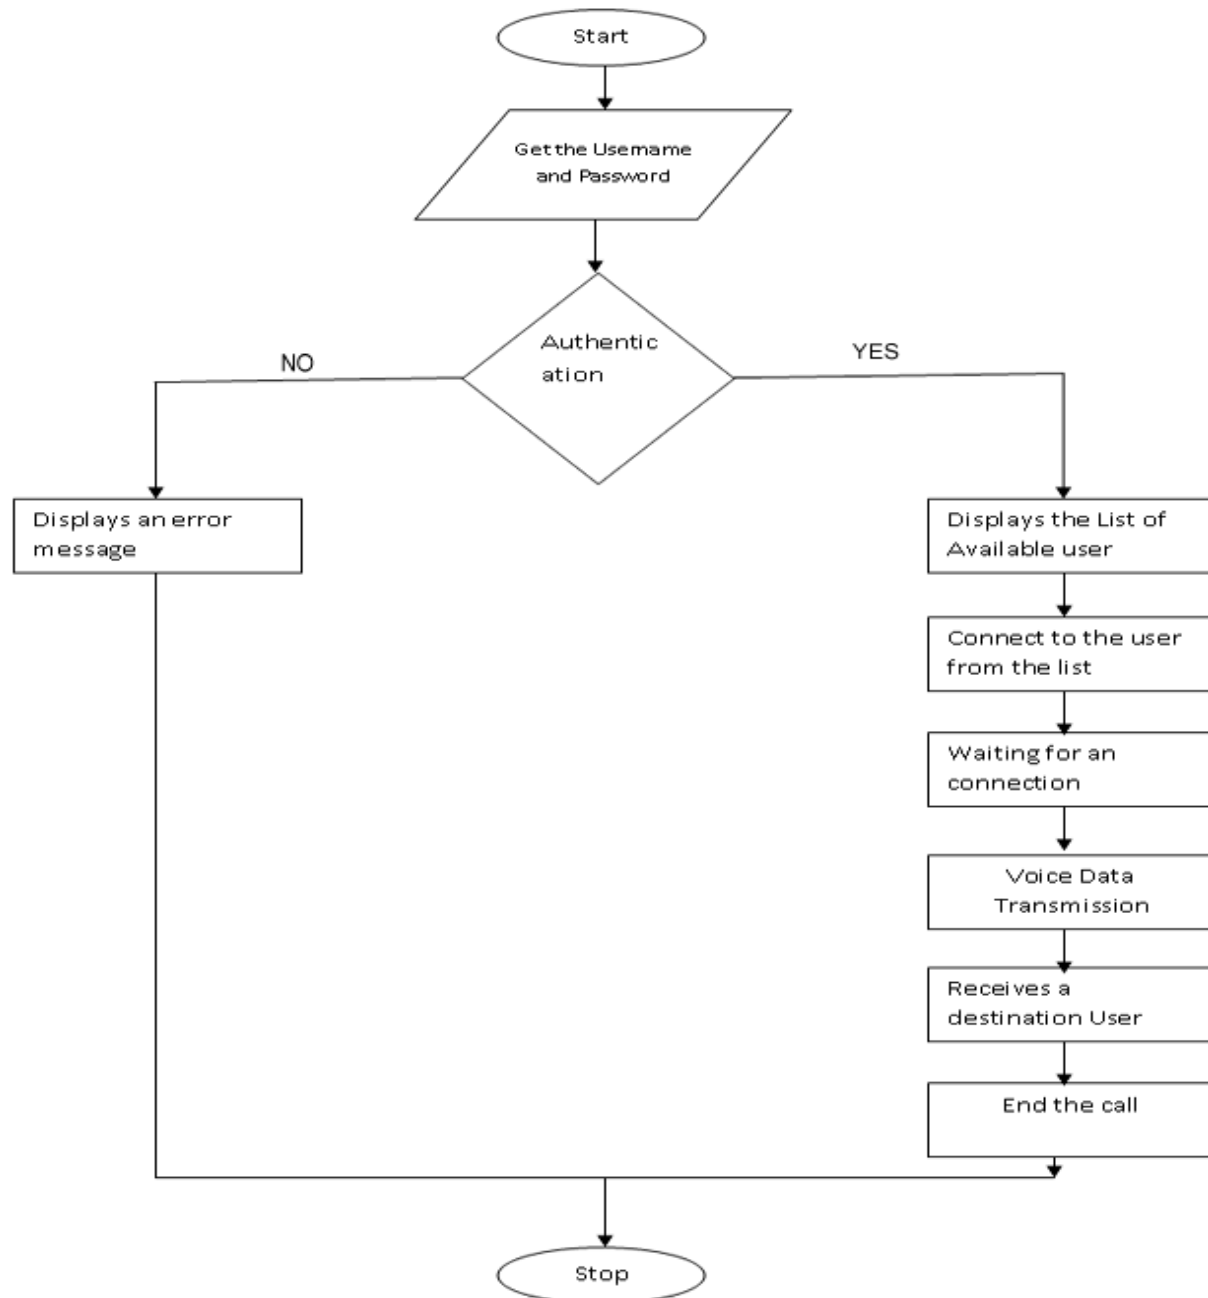 Start
Get the Username
and Password
Authentic
ation
NO
YES
Displays an error
message
Displays the List of
Available user
Connect to the user
from the list
Waiting for an
connection
Voice Data
Transmission
Receives a
destination User
End the call
Stop